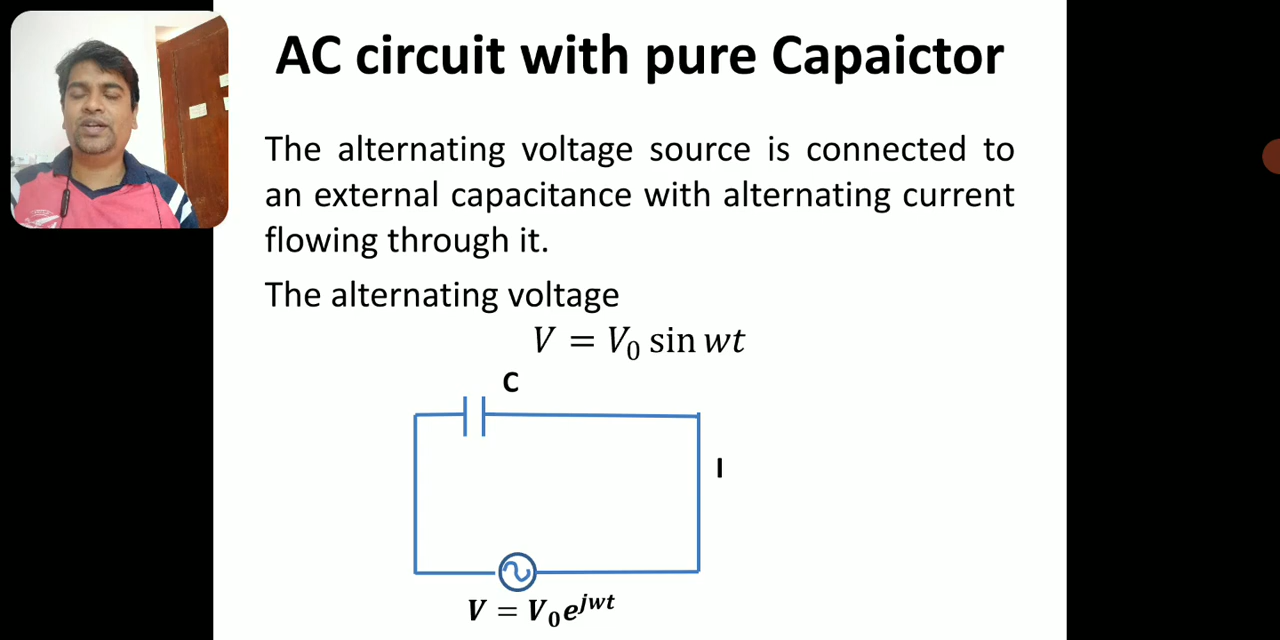 AC circuit with pure Capaictor
The alternating voltage source is connected to
an external capacitance with alternating current
flowing through it.
The alternating voltage
V = V₀ sin wt
C
I
V = V₀e^{jwt}